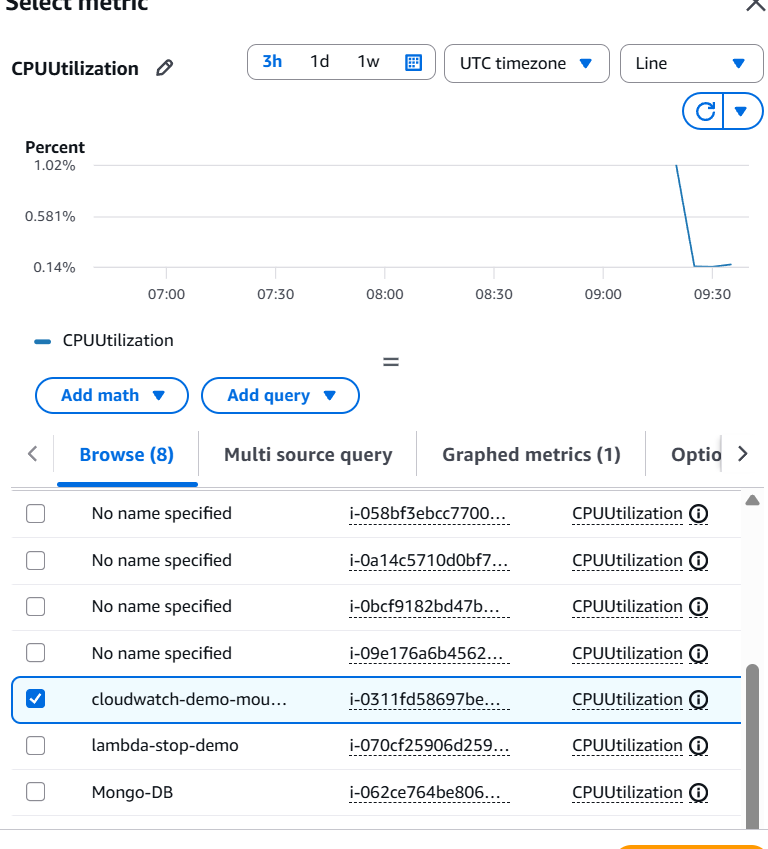 Select metric
CPUUtilization
3h 1d 1w
UTC timezone
Line
Percent
1.02%
0.581%
0.14%
07:00 07:30 08:00 08:30 09:00 09:30
CPUUtilization
Add math
Add query
Browse (8) Multi source query Graphed metrics (1) Optio
No name specified i-058bf3ebcc7700... CPUUtilization
No name specified i-0a14c5710d0bf7... CPUUtilization
No name specified i-0bcf9182bd47b... CPUUtilization
No name specified i-09e176a6b4562... CPUUtilization
cloudwatch-demo-mou... i-0311fd58697be... CPUUtilization
lambda-stop-demo i-070cf25906d259... CPUUtilization
Mongo-DB i-062ce764be806... CPUUtilization